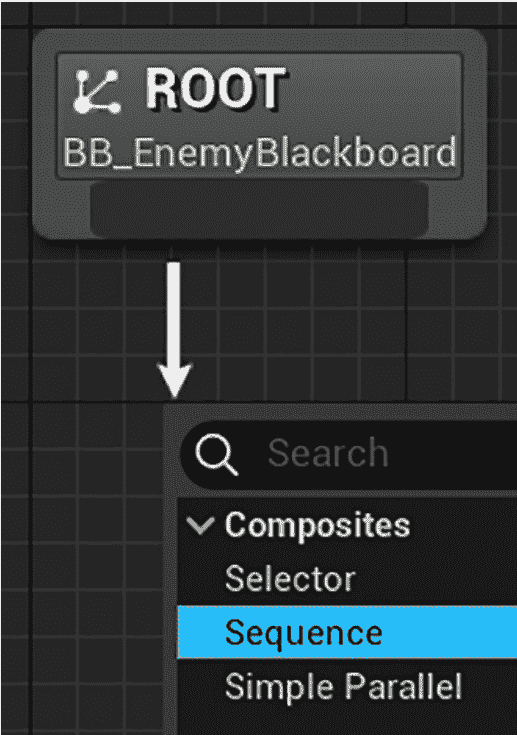 ROOT
BB_EnemyBlackboard
Search
Composites
Selector
Sequence
Simple Parallel